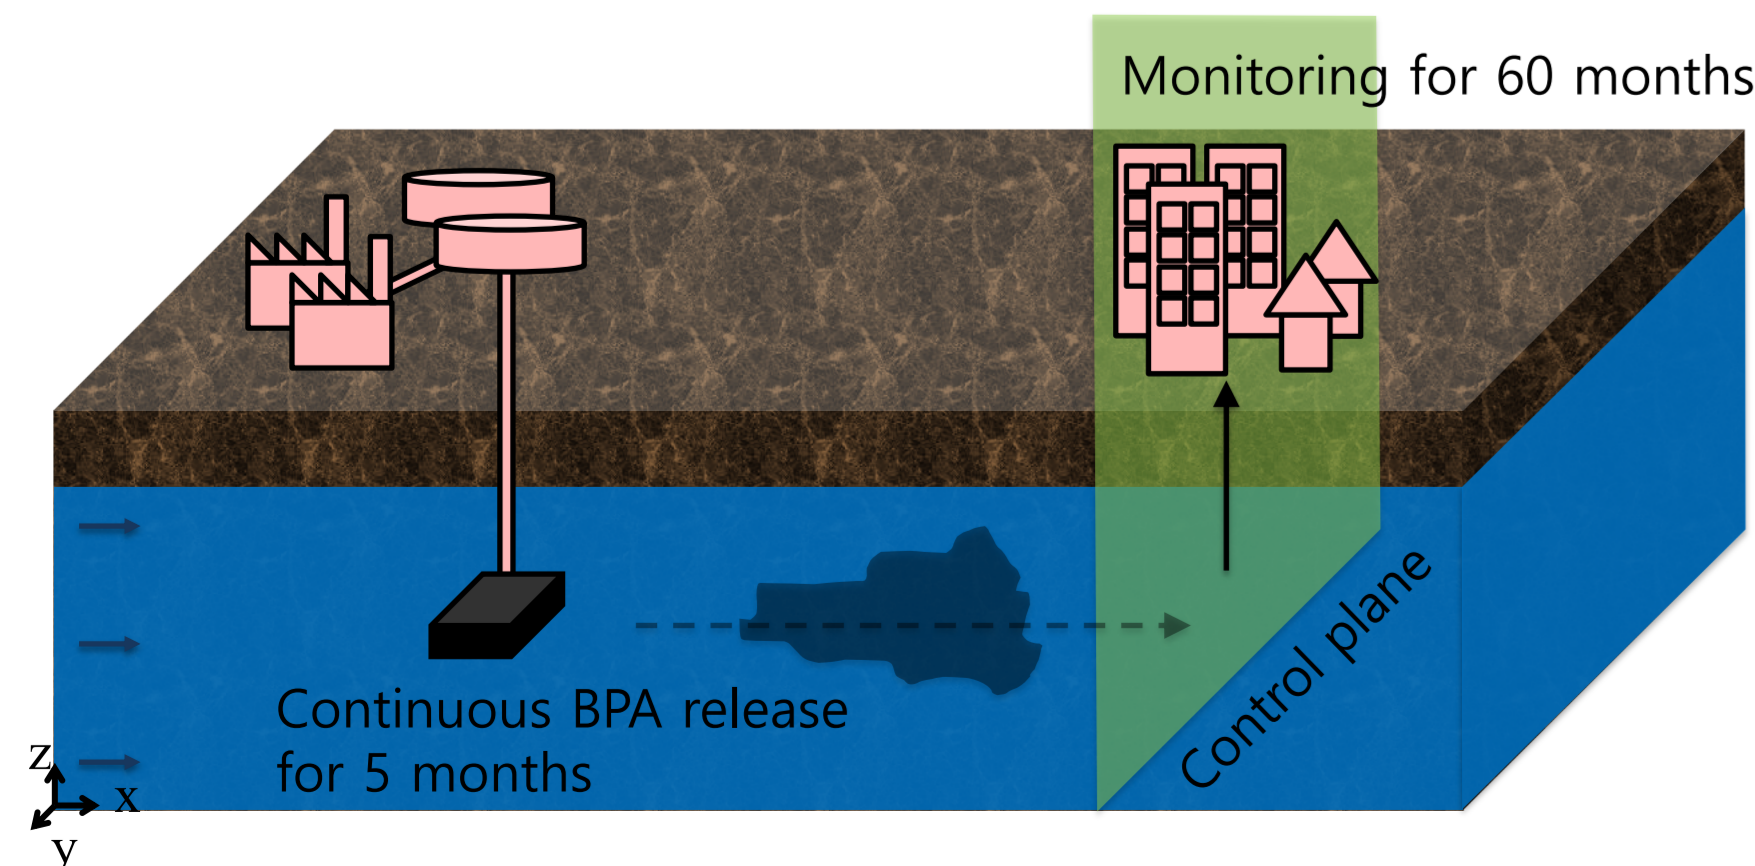 Monitoring for 60 months
Continuous BPA release
for 5 months
Control plane
z
x
y